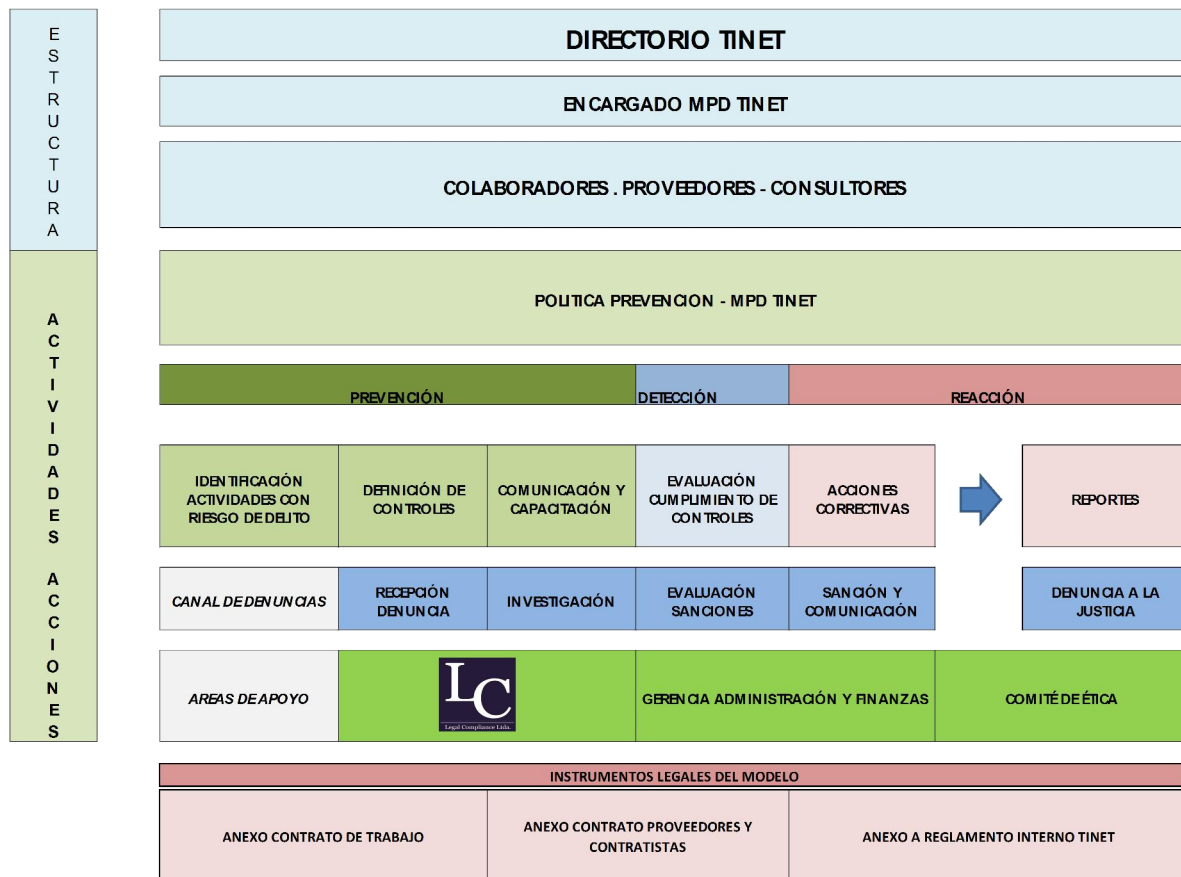 ESTRUCTURA
DIRECTORIO TINET
ENCARGADO MPD TINET
COLABORADORES . PROVEEDORES - CONSULTORES
ACTIVIDADES ACCIONES
POLITICA PREVENCION - MPD TINET
PREVENCIÓN
DETECCIÓN
REACCIÓN
IDENTIFICACIÓN
ACTIVIDADES CON
RIESGO DE DELITO
DEFINICIÓN DE
CONTROLES
COMUNICACIÓN Y
CAPACITACIÓN
EVALUACIÓN
CUMPLIMIENTO DE
CONTROLES
ACCIONES
CORRECTIVAS
REPORTES
CANAL DE DENUNCIAS
RECEPCIÓN
DENUNCIA
INVESTIGACIÓN
EVALUACIÓN
SANCIONES
SANCIÓN Y
COMUNICACIÓN
DENUNCIA A LA
JUSTICIA
AREAS DE APOYO
LC
Legal Compliance Ltda.
GERENCIA ADMINISTRACIÓN Y FINANZAS
COMITÉ DE ÉTICA
INSTRUMENTOS LEGALES DEL MODELO
ANEXO CONTRATO DE TRABAJO
ANEXO CONTRATO PROVEEDORES Y
CONTRATISTAS
ANEXO A REGLAMENTO INTERNO TINET